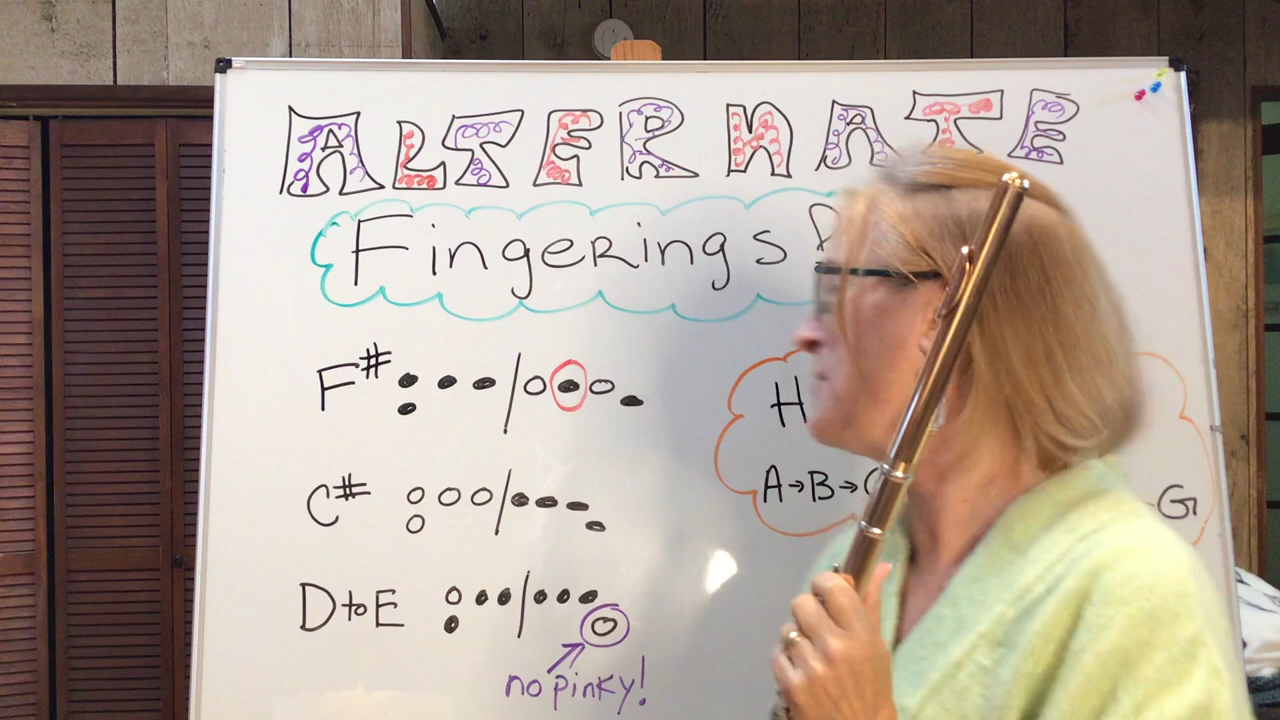 ALTERNATE
Fingerings
F#
C#
D to E
no pinky!
H
A→B→
G